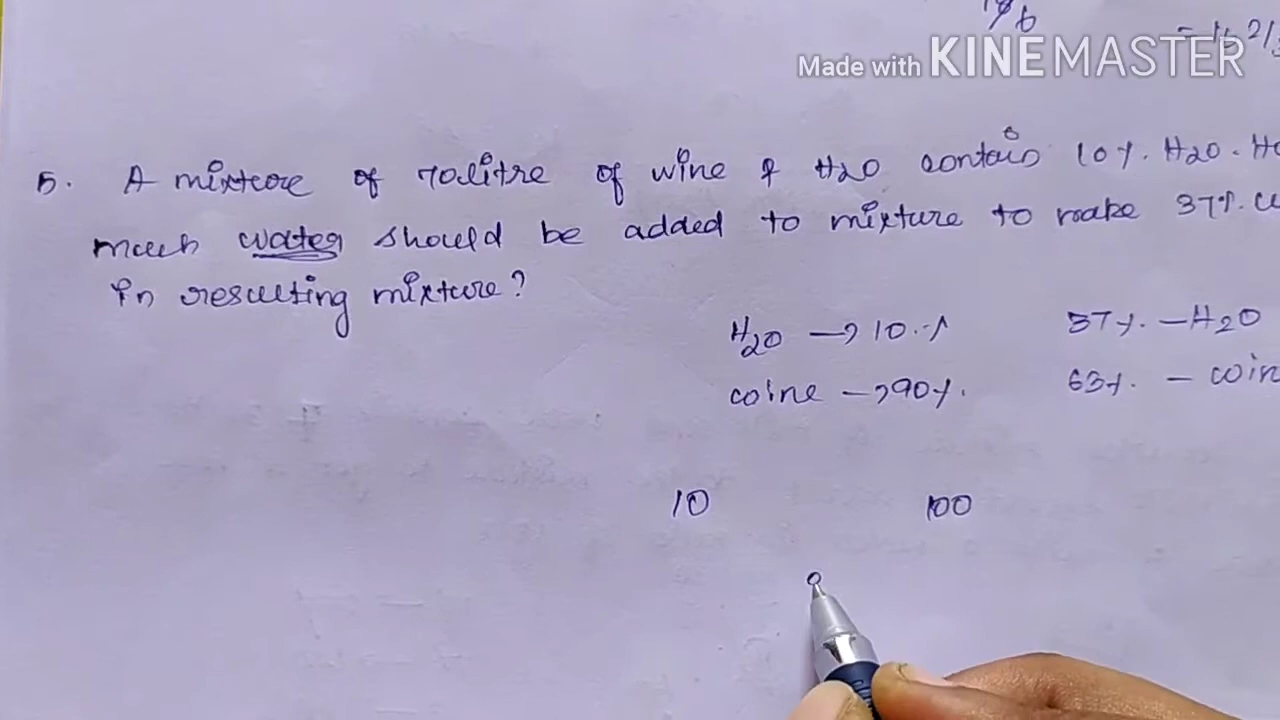 Made with KINEMASTER
5. A mixture of 70litre of wine & H2O contain 10%. H2O. Ho
much water should be added to mixture to make 37%. w
in resulting mixture?
H2O → 10% 37% - H2O
wine → 90% 63% - win
10 100